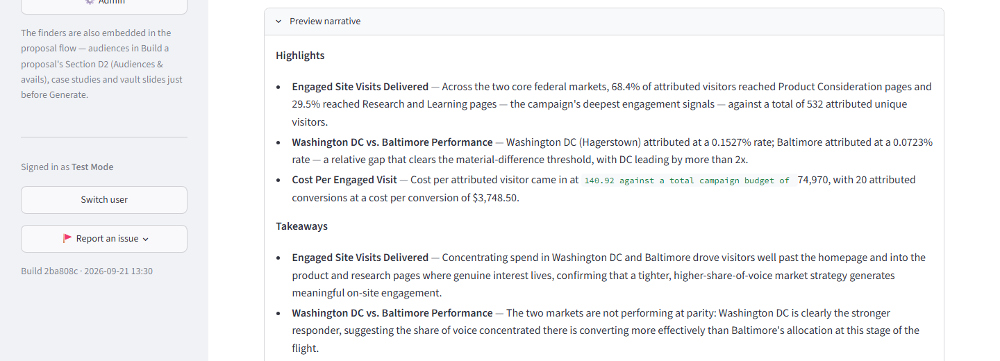 Admin
The finders are also embedded in the
proposal flow — audiences in Build a
proposal's Section D2 (Audiences &
avails), case studies and vault slides just
before Generate.
Signed in as Test Mode
Switch user
Report an issue
Build 2ba808c · 2026-09-21 13:30
Preview narrative
Highlights
• Engaged Site Visits Delivered — Across the two core federal markets, 68.4% of attributed visitors reached Product Consideration pages and
29.5% reached Research and Learning pages — the campaign's deepest engagement signals — against a total of 532 attributed unique
visitors.
• Washington DC vs. Baltimore Performance — Washington DC (Hagerstown) attributed at a 0.1527% rate; Baltimore attributed at a 0.0723%
rate — a relative gap that clears the material-difference threshold, with DC leading by more than 2x.
• Cost Per Engaged Visit — Cost per attributed visitor came in at 140.92 against a total campaign budget of 74,970, with 20 attributed
conversions at a cost per conversion of $3,748.50.
Takeaways
• Engaged Site Visits Delivered — Concentrating spend in Washington DC and Baltimore drove visitors well past the homepage and into the
product and research pages where genuine interest lives, confirming that a tighter, higher-share-of-voice market strategy generates
meaningful on-site engagement.
• Washington DC vs. Baltimore Performance — The two markets are not performing at parity: Washington DC is clearly the stronger
responder, suggesting the share of voice concentrated there is converting more effectively than Baltimore's allocation at this stage of the
flight.